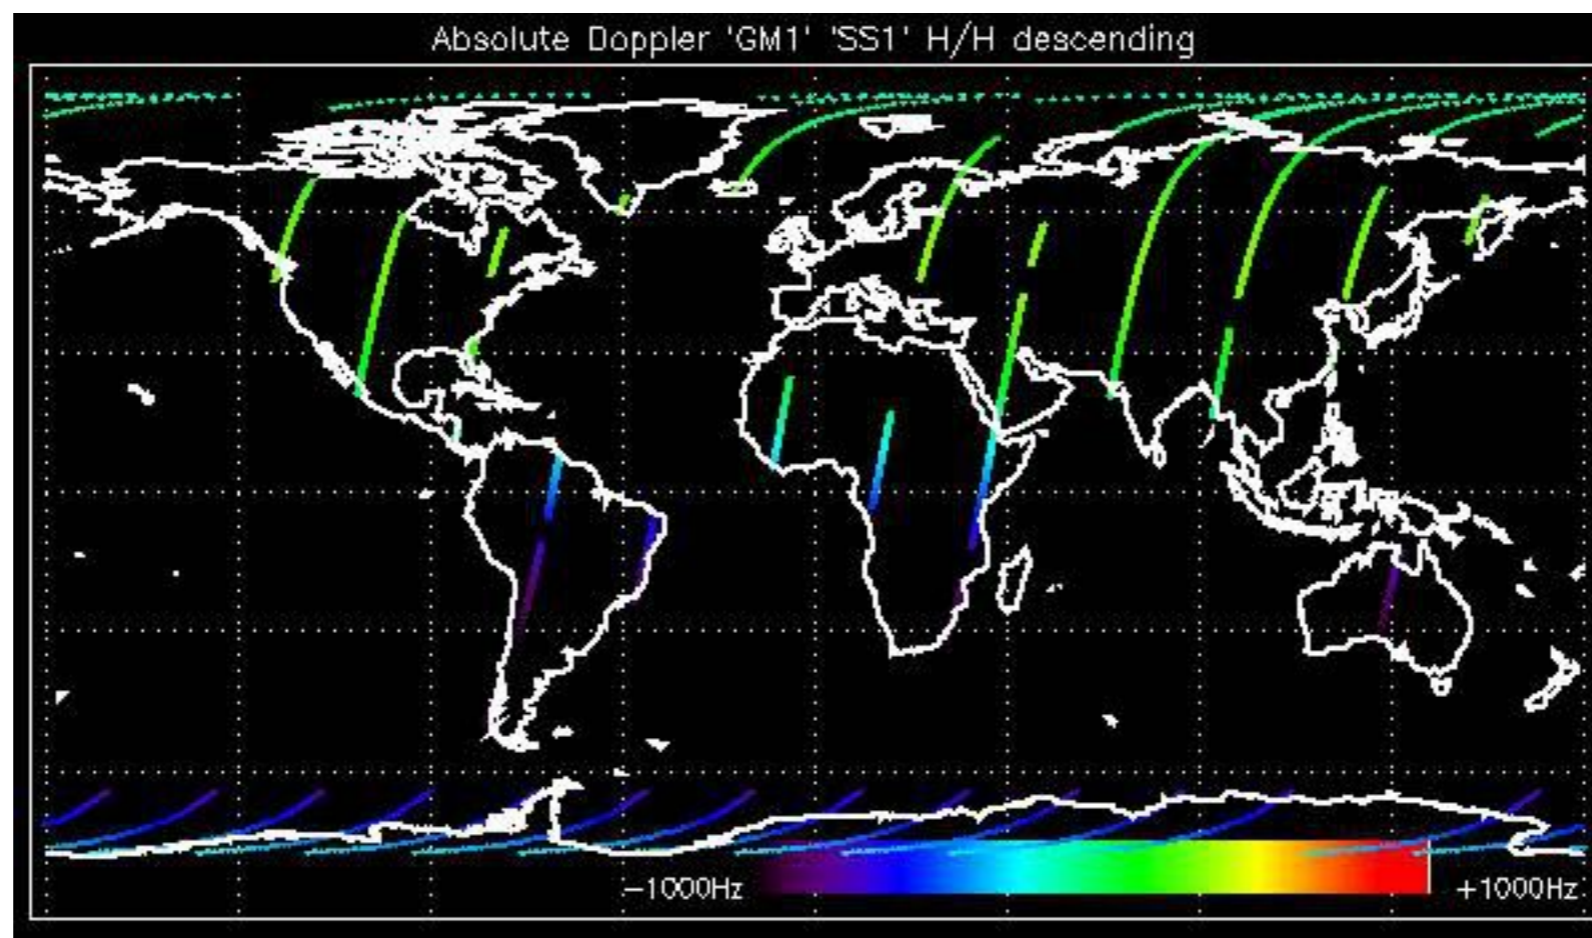 Absolute Doppler 'GM1' 'SS1' H/H descending
−1000Hz
+1000Hz